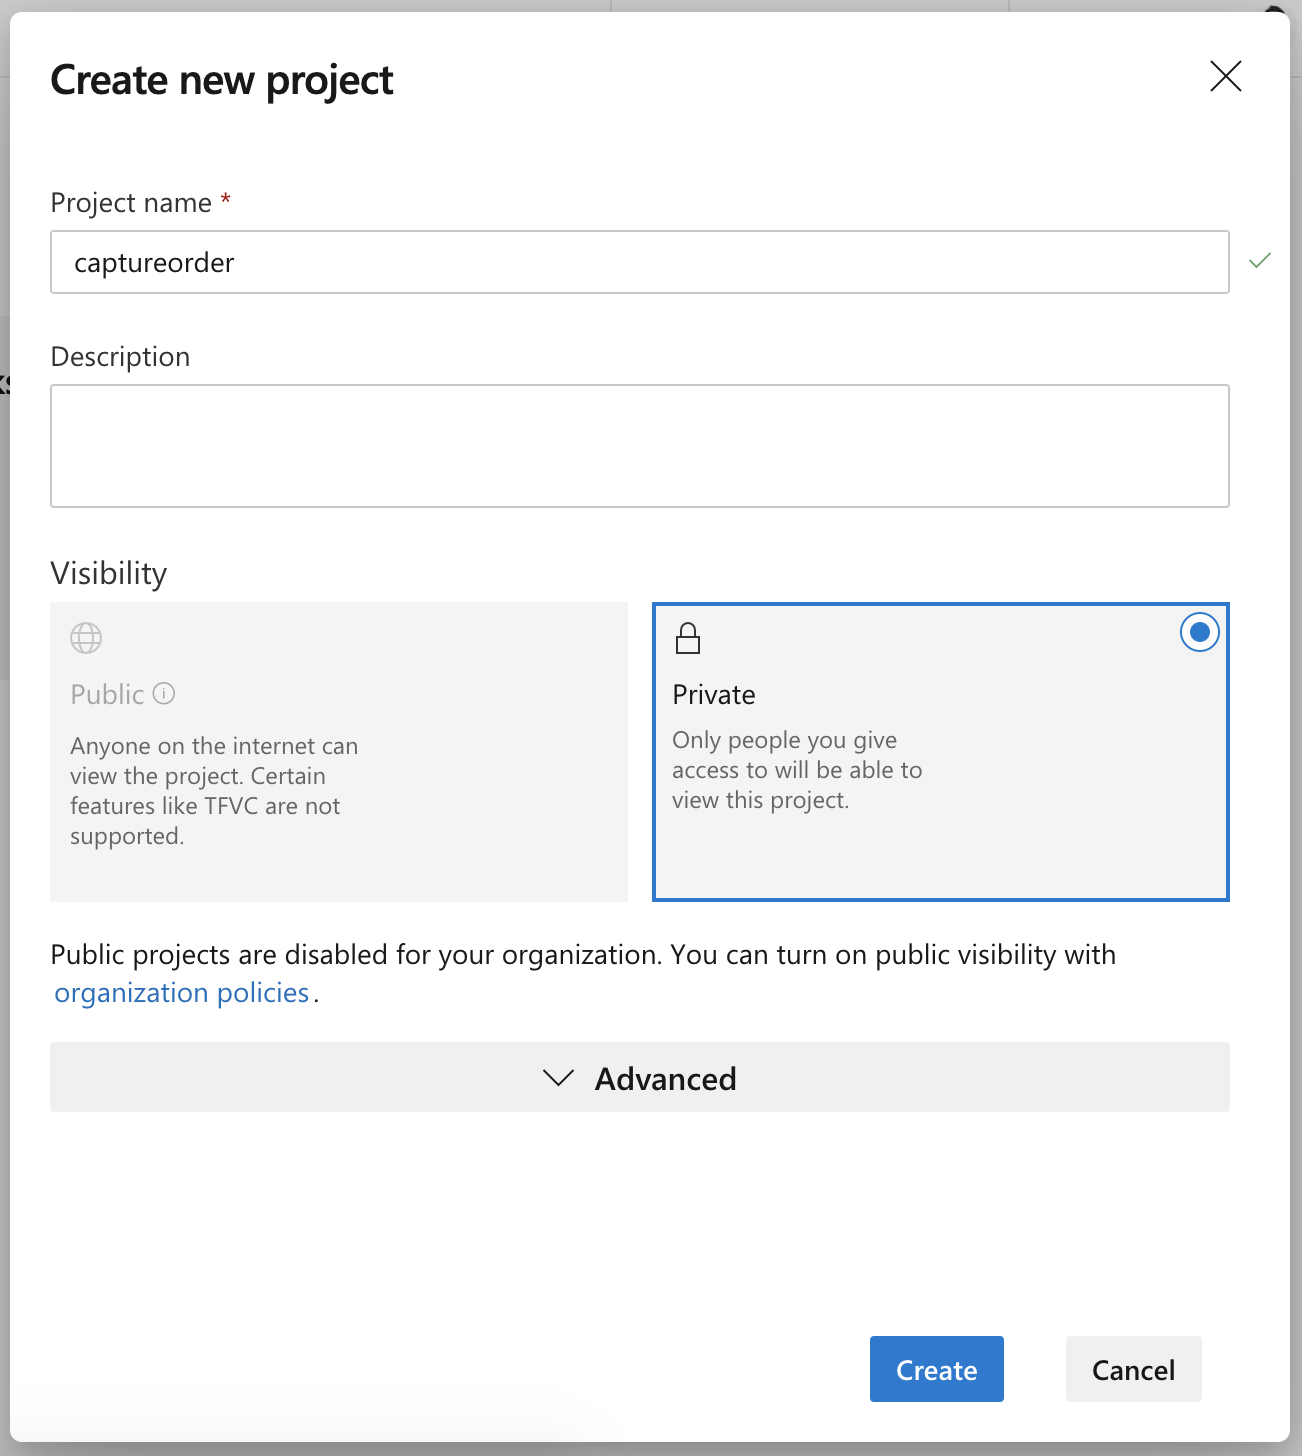 Create new project
Project name *
captureorder
Description
Visibility
Public
Anyone on the internet can
view the project. Certain
features like TFVC are not
supported.
Private
Only people you give
access to will be able to
view this project.
Public projects are disabled for your organization. You can turn on public visibility with
organization policies.
Advanced
Create
Cancel